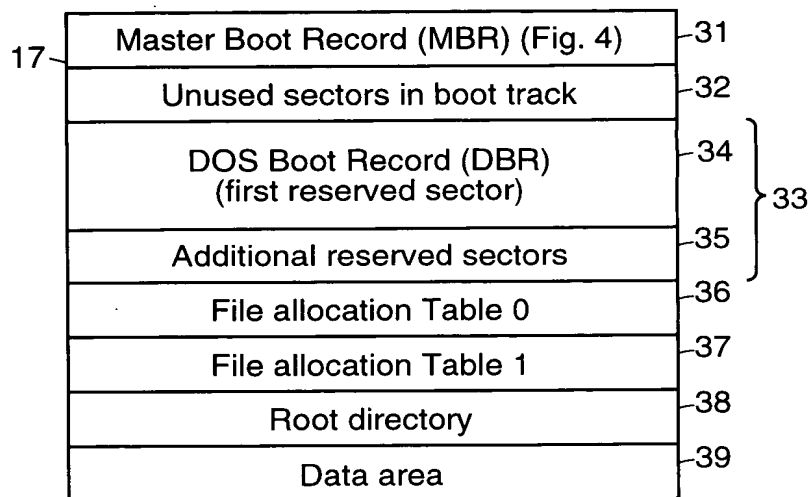 Master Boot Record (MBR) (Fig. 4) 31
17
Unused sectors in boot track 32
DOS Boot Record (DBR) 34
(first reserved sector)
33
Additional reserved sectors 35
File allocation Table 0 36
File allocation Table 1 37
Root directory 38
Data area 39